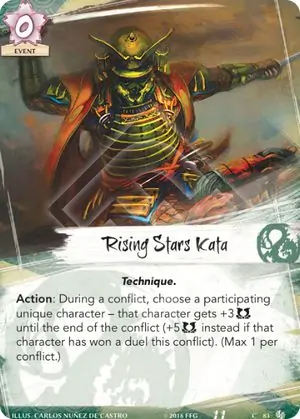 0
EVENT
Rising Stars Kata
Technique.
Action: During a conflict, choose a participating
unique character – that character gets +3
until the end of the conflict (+5 instead if that
character has won a duel this conflict). (Max 1 per
conflict.)
ILLUS. CARLOS NUÑEZ DE CASTRO © 2018 FFG 11 C 83